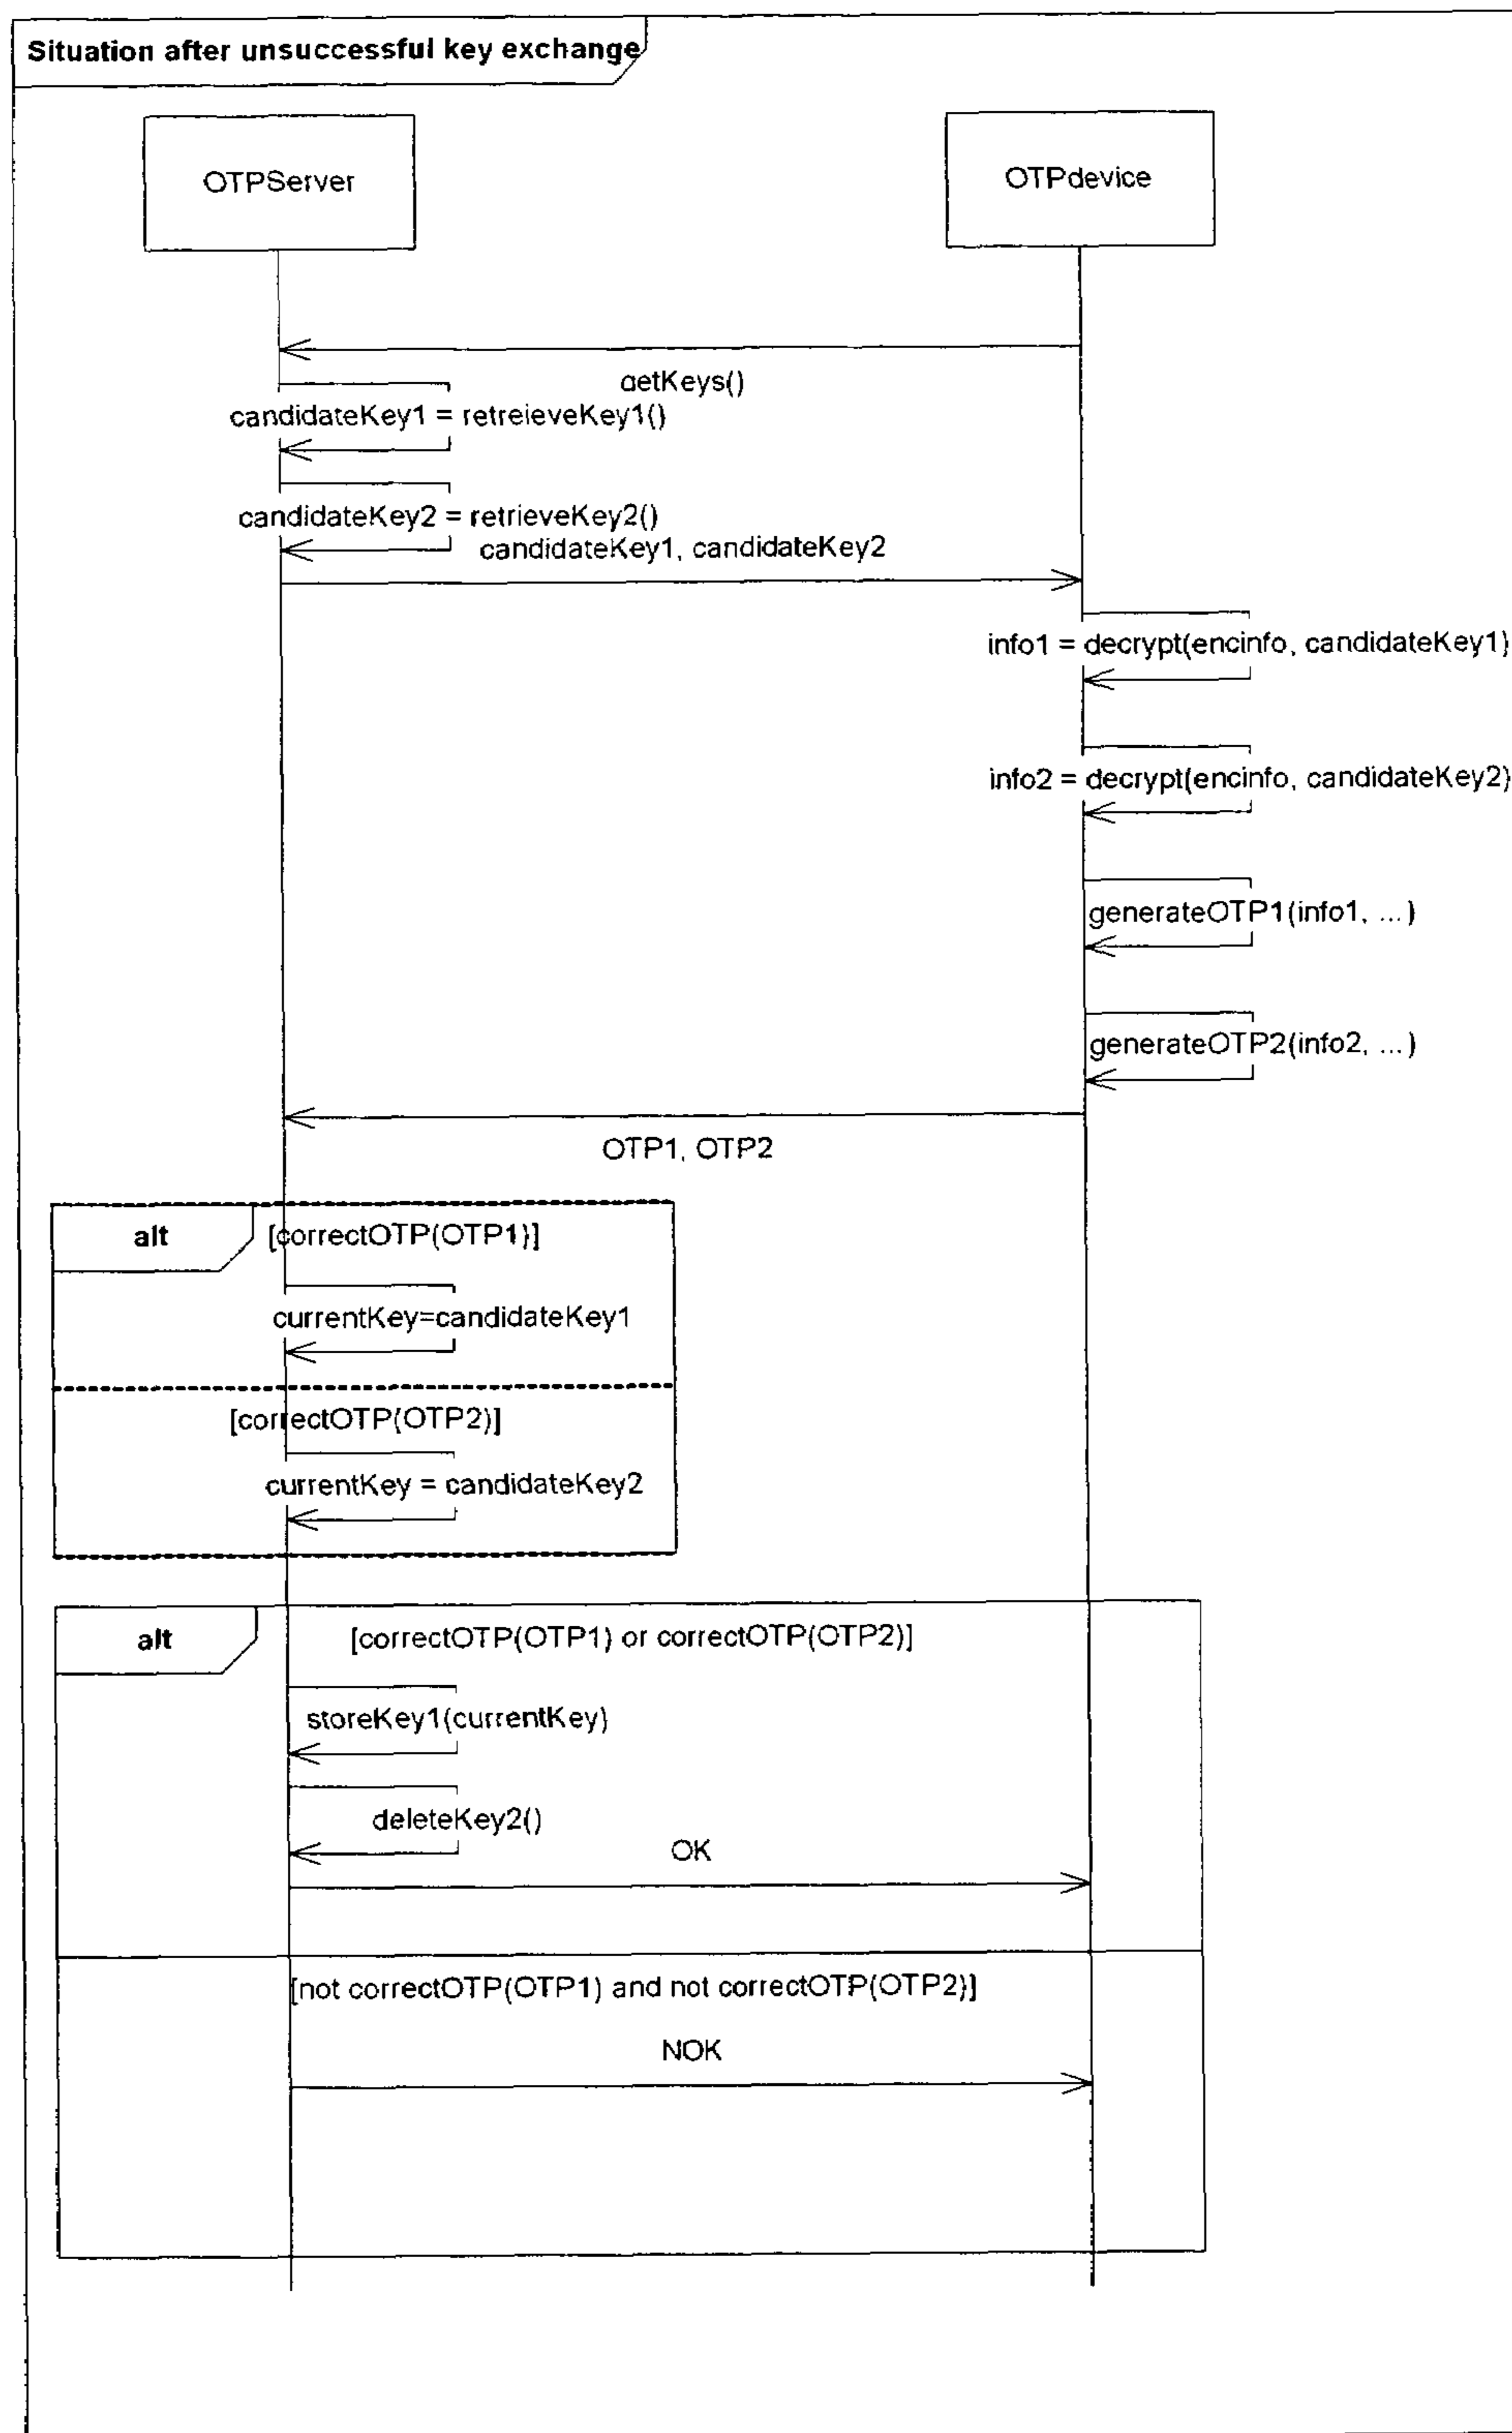 Situation after unsuccessful key exchange
OTPServer
OTPdevice
getKeys()
candidateKey1 = retreieveKey1()
candidateKey2 = retrieveKey2()
candidateKey1, candidateKey2
info1 = decrypt(encinfo, candidateKey1)
info2 = decrypt(encinfo, candidateKey2)
generateOTP1(info1, ...)
generateOTP2(info2, ...)
OTP1, OTP2
alt [correctOTP(OTP1)]
currentKey=candidateKey1
[correctOTP(OTP2)]
currentKey = candidateKey2
alt [correctOTP(OTP1) or correctOTP(OTP2)]
storeKey1(currentKey)
deleteKey2()
OK
[not correctOTP(OTP1) and not correctOTP(OTP2)]
NOK